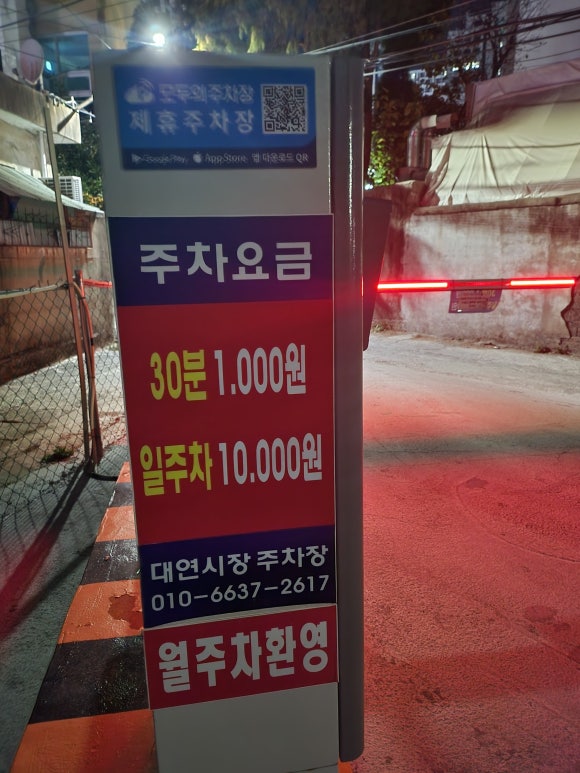 모두의주차장
제휴주차장
Google Play App Store 앱 다운로드 QR
주차요금
30분 1.000원
일주차 10.000원
대연시장 주차장
010-6637-2617
월주차환영